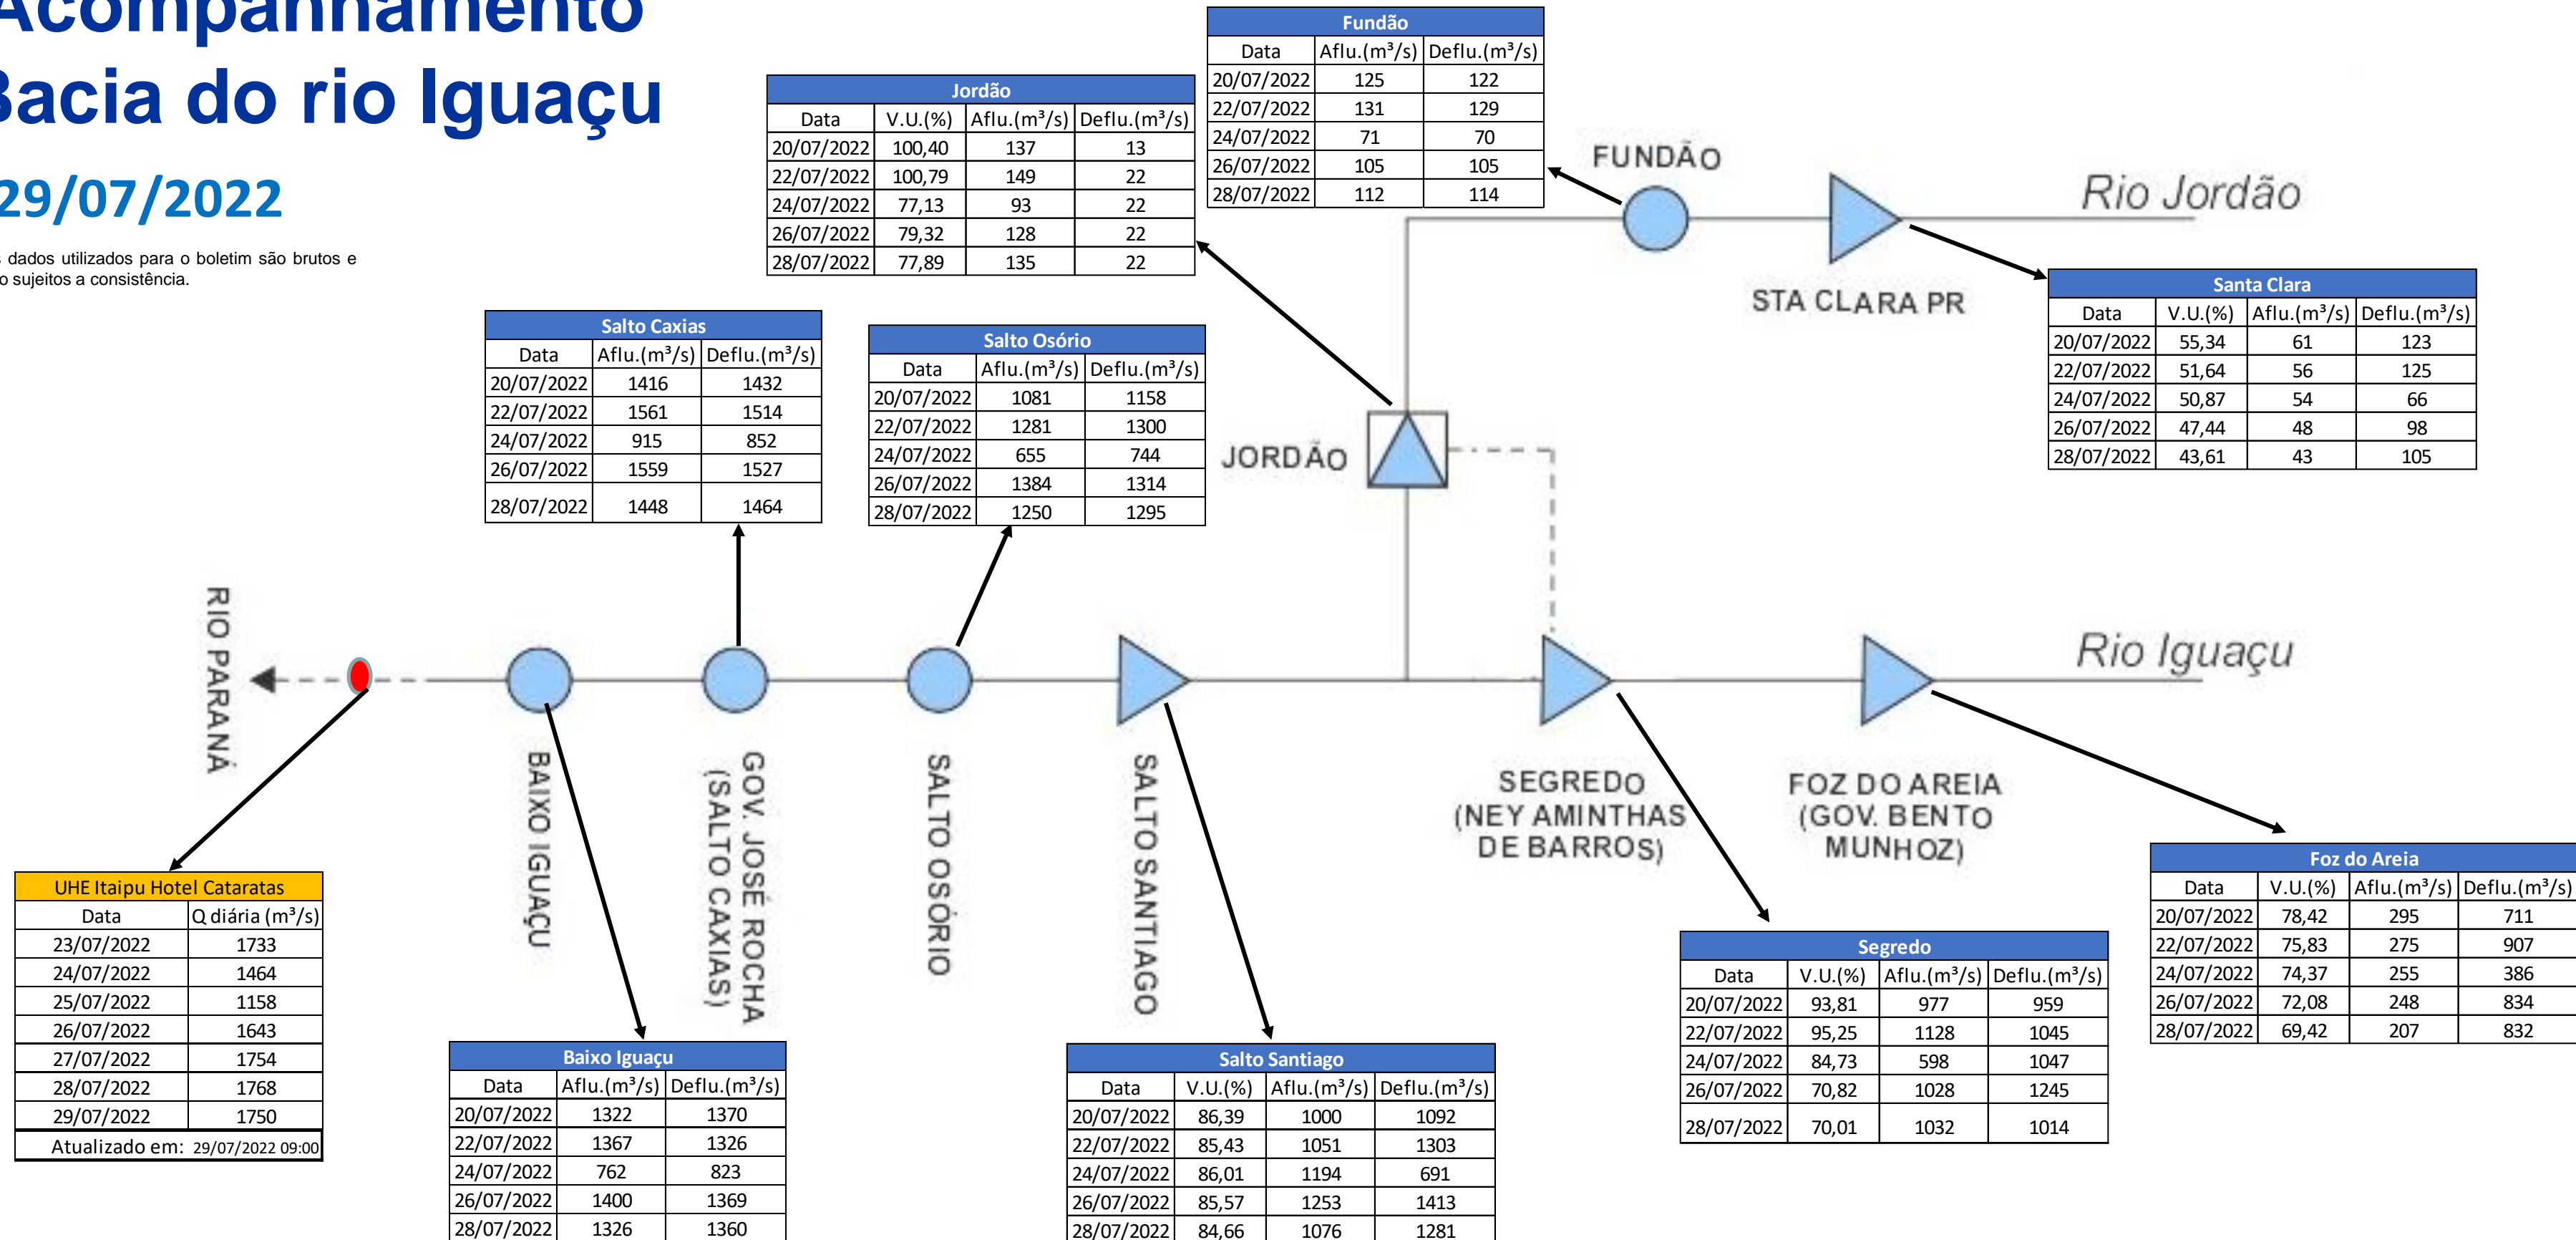 Acompanhamento
Bacia do rio Iguaçu
29/07/2022
dados utilizados para o boletim são brutos e
sujeitos a consistência.
Fundão
Data Aflu.(m³/s) Deflu.(m³/s)
20/07/2022 125 122
22/07/2022 131 129
24/07/2022 71 70
26/07/2022 105 105
28/07/2022 112 114
Jordão
Data V.U.(%) Aflu.(m³/s) Deflu.(m³/s)
20/07/2022 100,40 137 13
22/07/2022 100,79 149 22
24/07/2022 77,13 93 22
26/07/2022 79,32 128 22
28/07/2022 77,89 135 22
FUNDÃO
Rio Jordão
STA CLARA PR
Santa Clara
Data V.U.(%) Aflu.(m³/s) Deflu.(m³/s)
20/07/2022 55,34 61 123
22/07/2022 51,64 56 125
24/07/2022 50,87 54 66
26/07/2022 47,44 48 98
28/07/2022 43,61 43 105
Salto Caxias
Data Aflu.(m³/s) Deflu.(m³/s)
20/07/2022 1416 1432
22/07/2022 1561 1514
24/07/2022 915 852
26/07/2022 1559 1527
28/07/2022 1448 1464
Salto Osório
Data Aflu.(m³/s) Deflu.(m³/s)
20/07/2022 1081 1158
22/07/2022 1281 1300
24/07/2022 655 744
26/07/2022 1384 1314
28/07/2022 1250 1295
JORDÃO
RIO PARANÁ
Rio Iguaçu
BAIXO IGUAÇU
GOV. JOSÉ ROCHA
(SALTO CAXIAS)
SALTO OSÓRIO
SALTO SANTIAGO
SEGREDO
(NEY AMINTHAS
DE BARROS)
FOZ DO AREIA
(GOV. BENTO
MUNHOZ)
UHE Itaipu Hotel Cataratas
Data Q diária (m³/s)
23/07/2022 1733
24/07/2022 1464
25/07/2022 1158
26/07/2022 1643
27/07/2022 1754
28/07/2022 1768
29/07/2022 1750
Atualizado em: 29/07/2022 09:00
Baixo Iguaçu
Data Aflu.(m³/s) Deflu.(m³/s)
20/07/2022 1322 1370
22/07/2022 1367 1326
24/07/2022 762 823
26/07/2022 1400 1369
28/07/2022 1326 1360
Salto Santiago
Data V.U.(%) Aflu.(m³/s) Deflu.(m³/s)
20/07/2022 86,39 1000 1092
22/07/2022 85,43 1051 1303
24/07/2022 86,01 1194 691
26/07/2022 85,57 1253 1413
28/07/2022 84,66 1076 1281
Segredo
Data V.U.(%) Aflu.(m³/s) Deflu.(m³/s)
20/07/2022 93,81 977 959
22/07/2022 95,25 1128 1045
24/07/2022 84,73 598 1047
26/07/2022 70,82 1028 1245
28/07/2022 70,01 1032 1014
Foz do Areia
Data V.U.(%) Aflu.(m³/s) Deflu.(m³/s)
20/07/2022 78,42 295 711
22/07/2022 75,83 275 907
24/07/2022 74,37 255 386
26/07/2022 72,08 248 834
28/07/2022 69,42 207 832